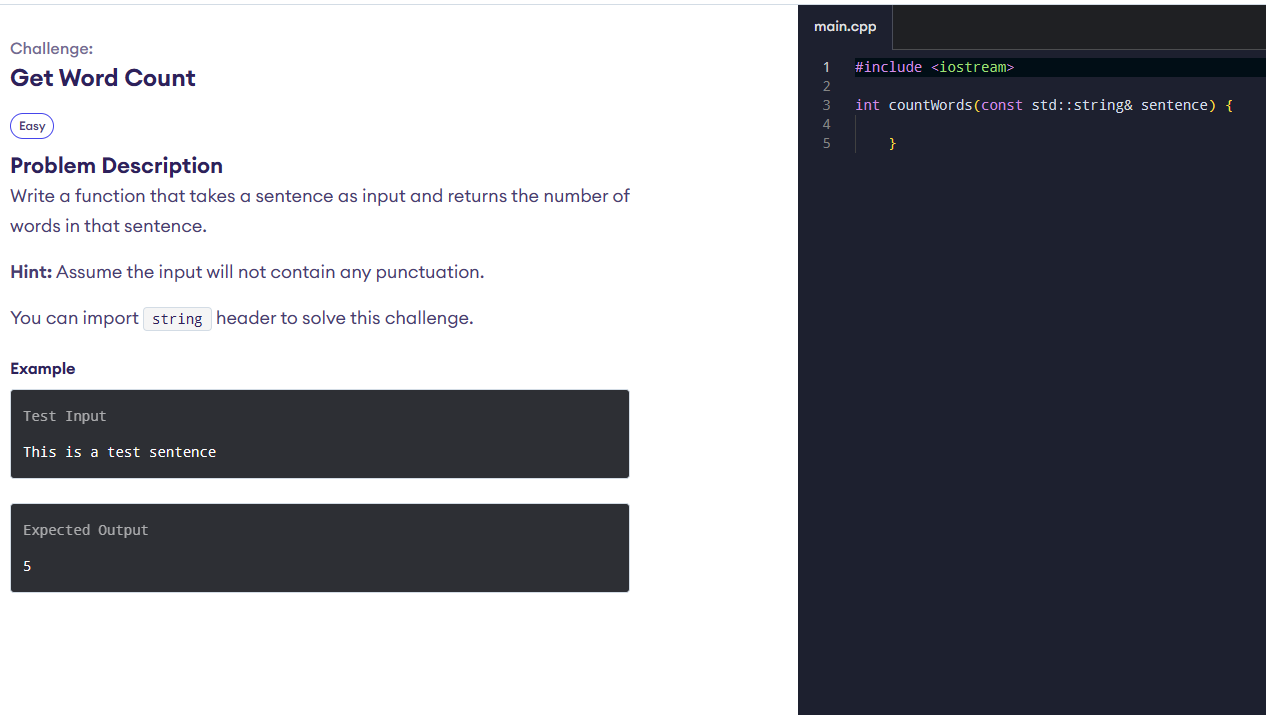 Challenge:
Get Word Count
Easy
Problem Description
Write a function that takes a sentence as input and returns the number of
words in that sentence.
Hint: Assume the input will not contain any punctuation.
You can import string header to solve this challenge.
Example
Test Input
This is a test sentence
Expected Output
5
main.cpp
1 #include <iostream>
2
3 int countWords(const std::string& sentence) {
4
5     }